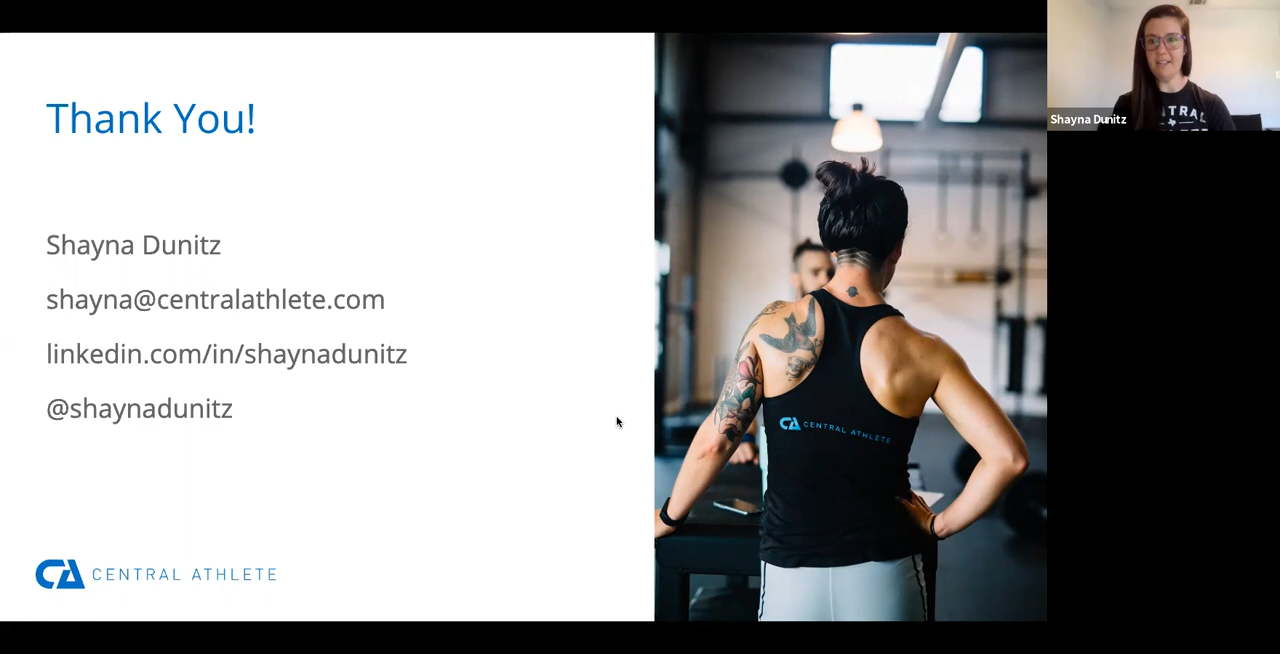 Thank You!
Shayna Dunitz
shayna@centralathlete.com
linkedin.com/in/shaynadunitz
@shaynadunitz
CA CENTRAL ATHLETE
CA CENTRAL ATHLETE
Shayna Dunitz